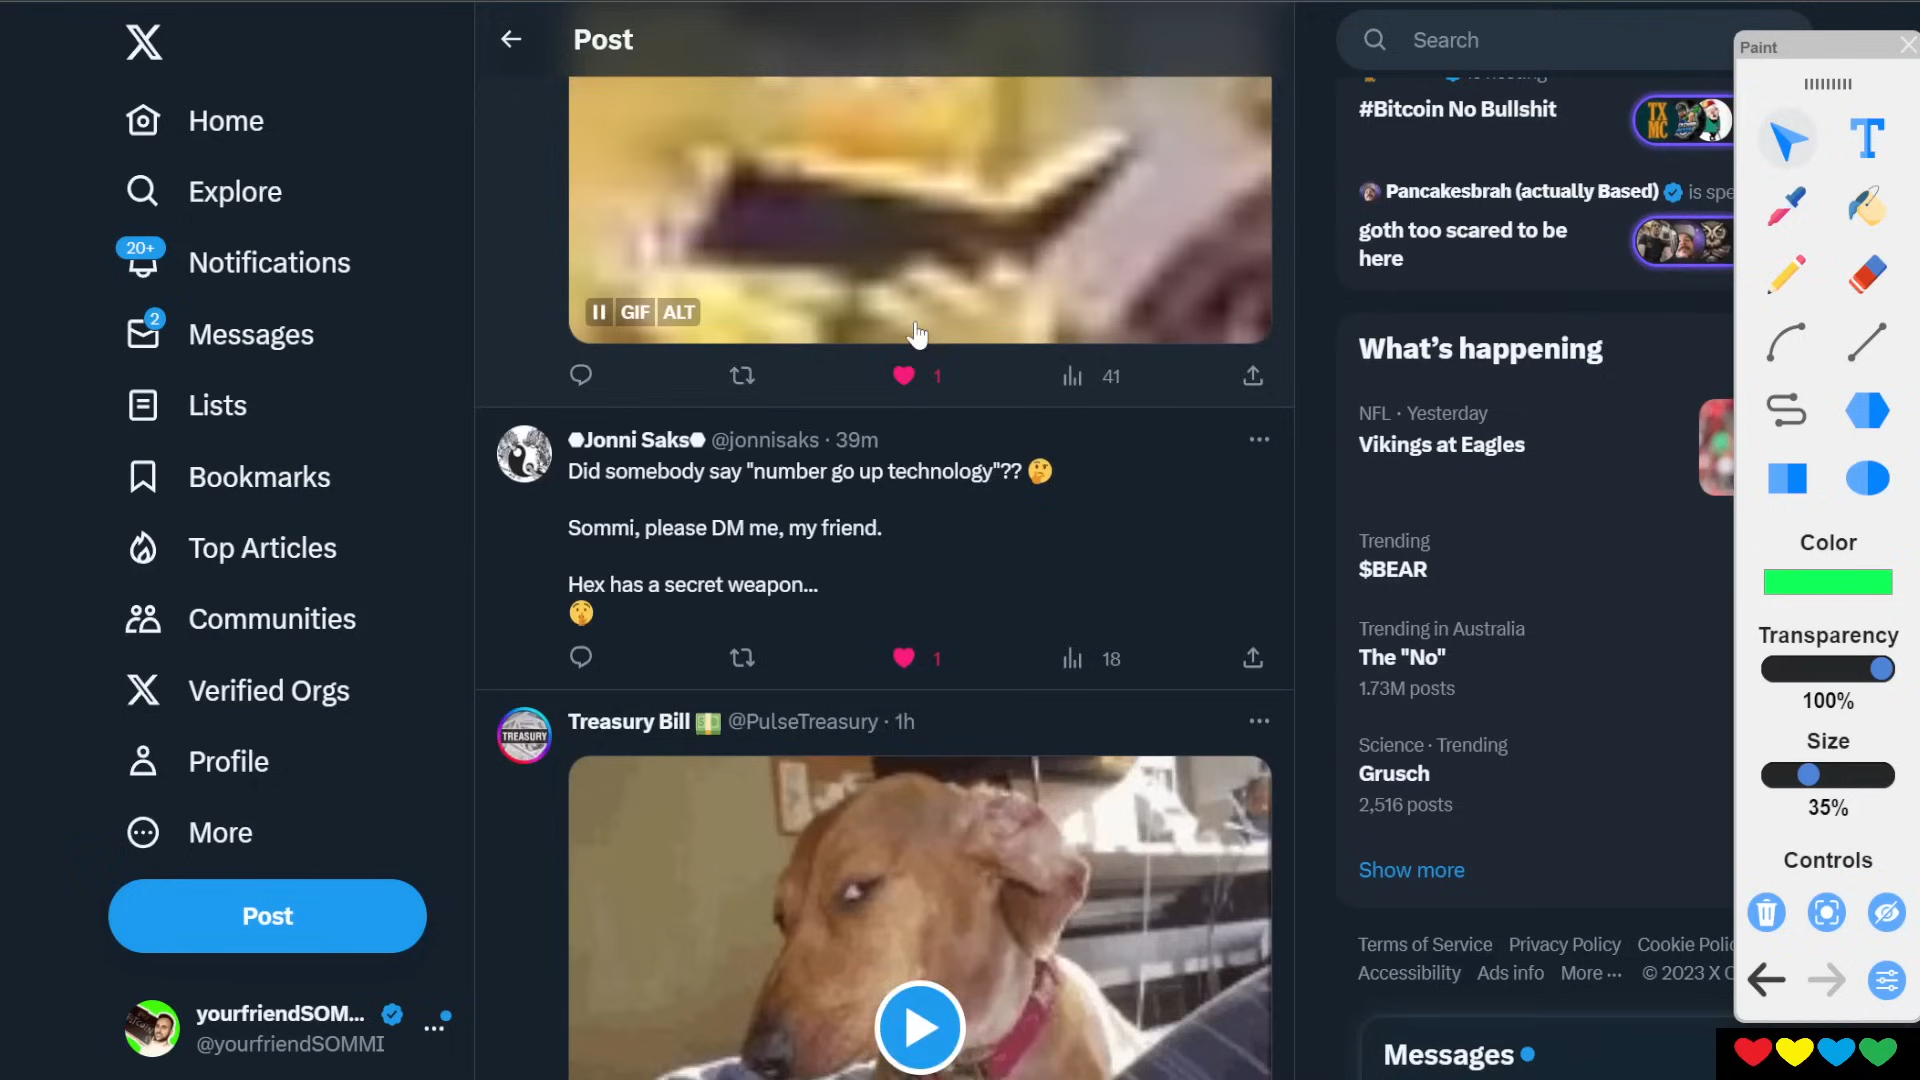 Home
Explore
20+
Notifications
2
Messages
Lists
Bookmarks
Top Articles
Communities
Verified Orgs
Profile
More
Post
yourfriendSOM...
@yourfriendSOMMI
Post
GIF ALT
1
41
⬣Jonni Saks⬣ @jonnisaks · 39m
Did somebody say "number go up technology"?? 🤔
Sommi, please DM me, my friend.
Hex has a secret weapon...
🤫
1
18
TREASURY
Treasury Bill 💵 @PulseTreasury · 1h
Search
#Bitcoin No Bullshit
TX
MC
Pancakesbrah (actually Based) is spe
goth too scared to be
here
What's happening
NFL · Yesterday
Vikings at Eagles
Trending
$BEAR
Trending in Australia
The "No"
1.73M posts
Science · Trending
Grusch
2,516 posts
Show more
Terms of Service Privacy Policy Cookie Polic
Accessibility Ads info More ··· © 2023 X C
Messages
Paint
T
Color
Transparency
100%
Size
35%
Controls